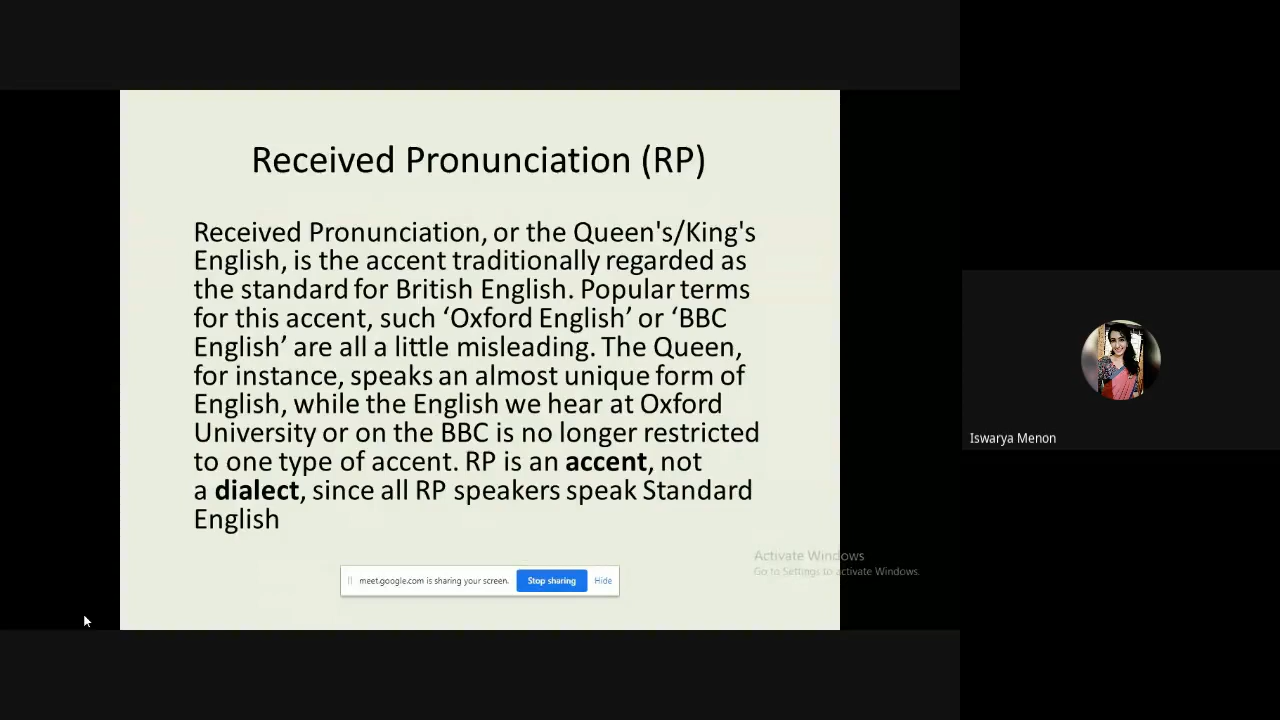 Received Pronunciation (RP)
Received Pronunciation, or the Queen's/King's
English, is the accent traditionally regarded as
the standard for British English. Popular terms
for this accent, such ‘Oxford English’ or ‘BBC
English’ are all a little misleading. The Queen,
for instance, speaks an almost unique form of
English, while the English we hear at Oxford
University or on the BBC is no longer restricted
to one type of accent. RP is an accent, not
a dialect, since all RP speakers speak Standard
English
Activate Windows
Go to Settings to activate Windows.
meet.google.com is sharing your screen. Stop sharing Hide
Iswarya Menon